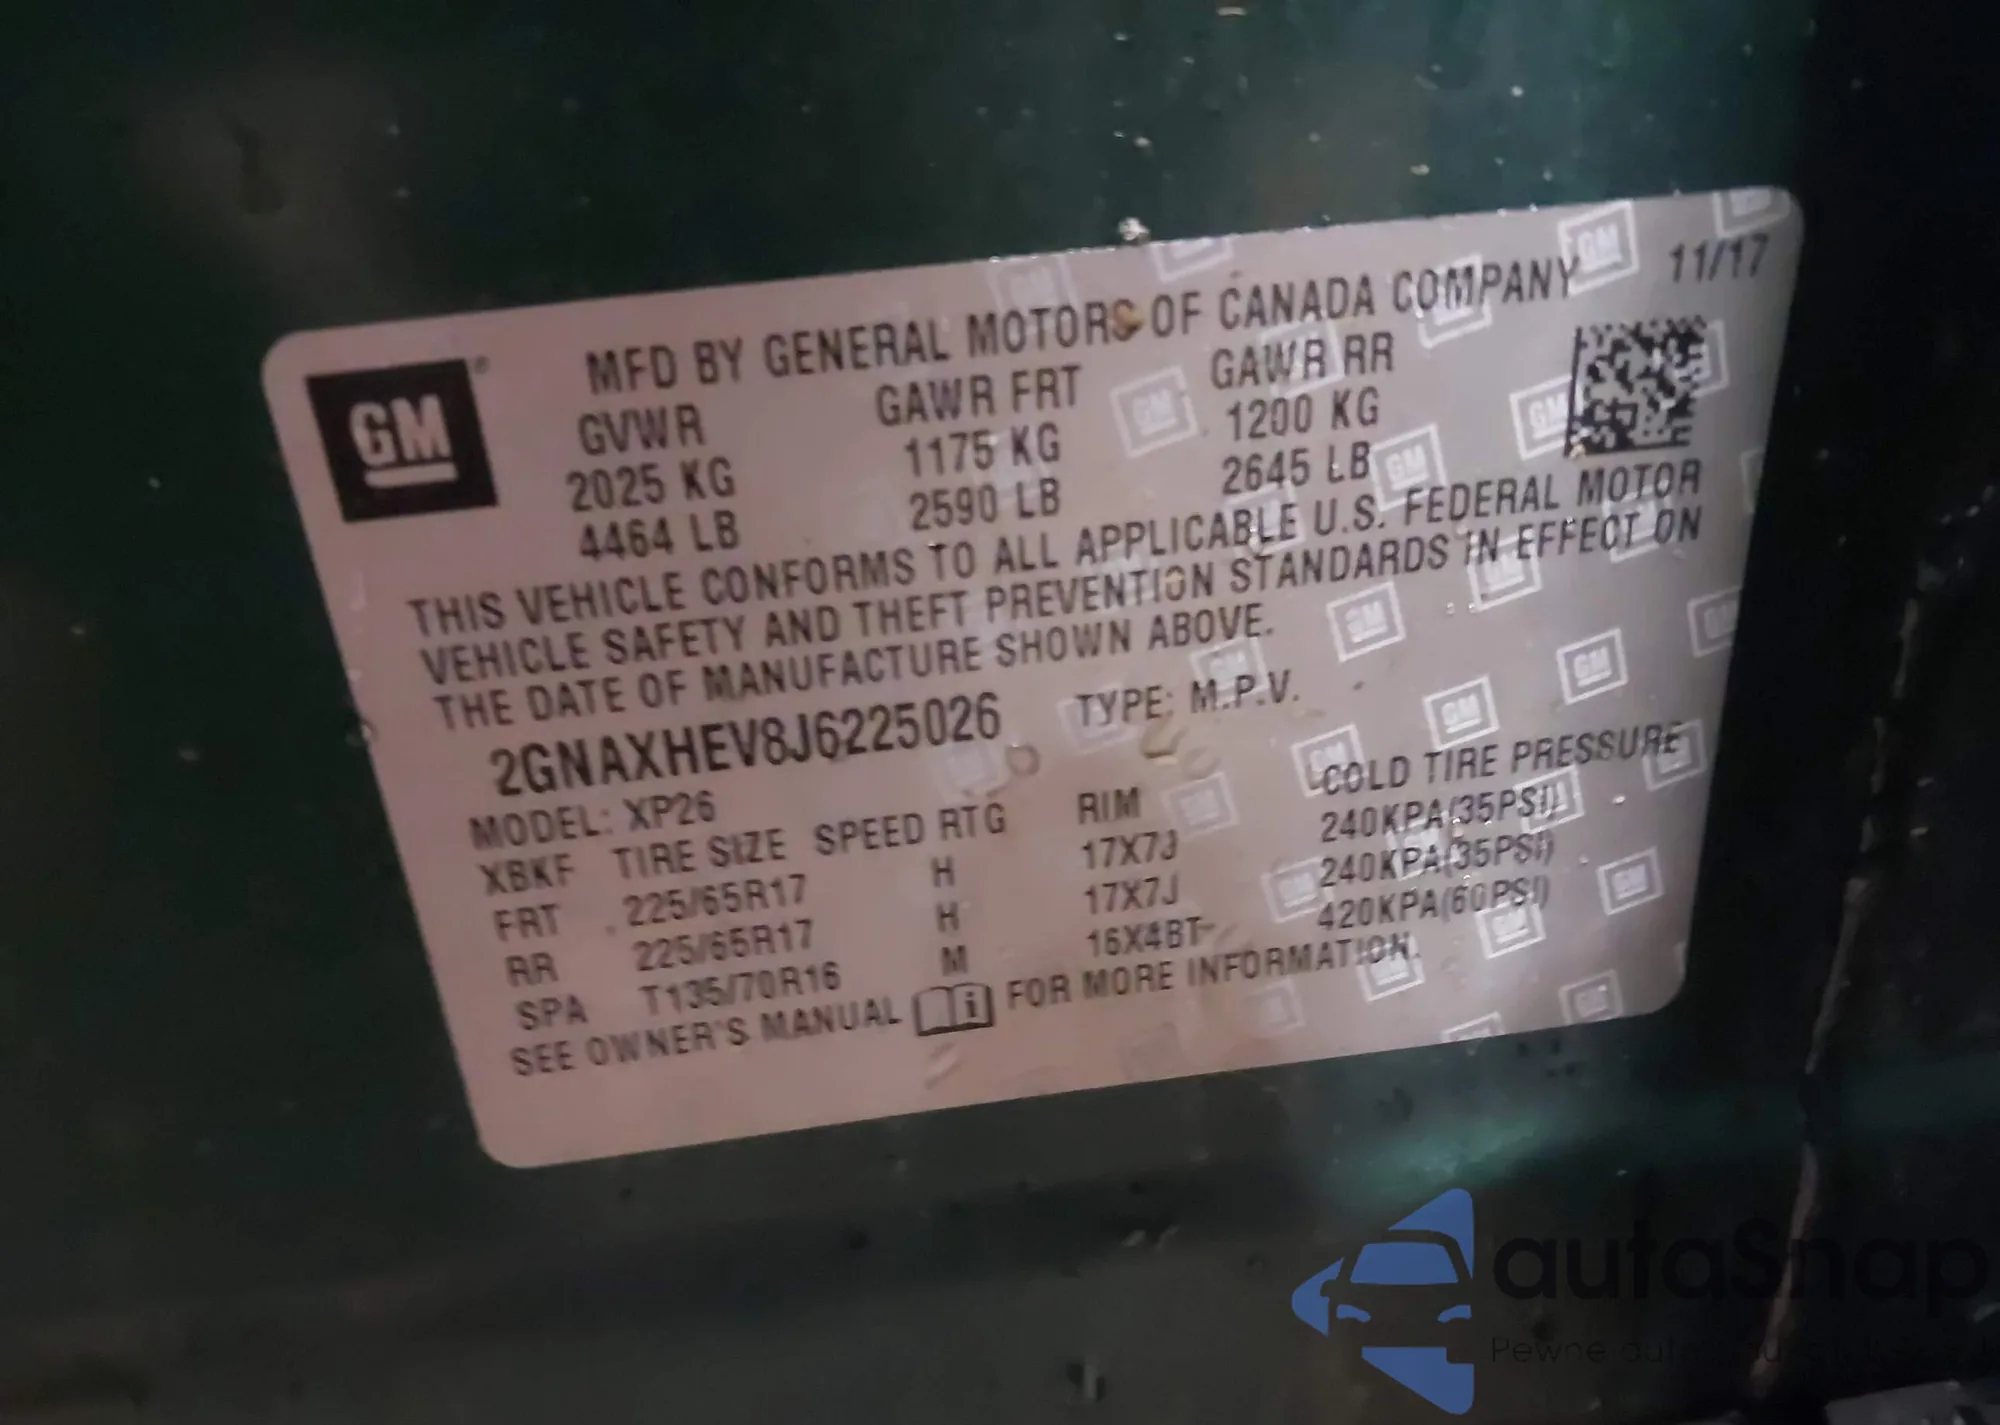 MFD BY GENERAL MOTORS OF CANADA COMPANY 11/17
GM
GVWR GAWR FRT GAWR RR
2025 KG 1175 KG 1200 KG
4464 LB 2590 LB 2645 LB
THIS VEHICLE CONFORMS TO ALL APPLICABLE U.S. FEDERAL MOTOR
VEHICLE SAFETY AND THEFT PREVENTION STANDARDS IN EFFECT ON
THE DATE OF MANUFACTURE SHOWN ABOVE.
2GNAXHEV8J6225026 TYPE: M.P.V.
MODEL: XP26
XBKF TIRE SIZE SPEED RTG RIM COLD TIRE PRESSURE
FRT 225/65R17 H 17X7J 240KPA(35PSI)
RR 225/65R17 H 17X7J 240KPA(35PSI)
SPA T135/70R16 M 16X4BT 420KPA(60PSI)
SEE OWNER'S MANUAL FOR MORE INFORMATION.
autaSnap
Pewne